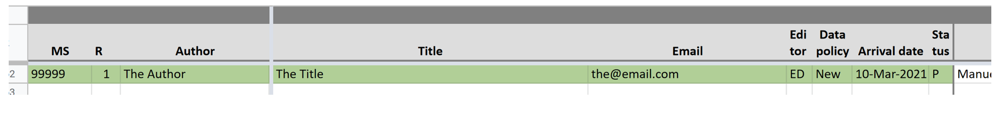 Edi Data Sta
MS R Author Title Email tor policy Arrival date tus
2 99999 1 The Author The Title the@email.com ED New 10-Mar-2021 P Manue
3